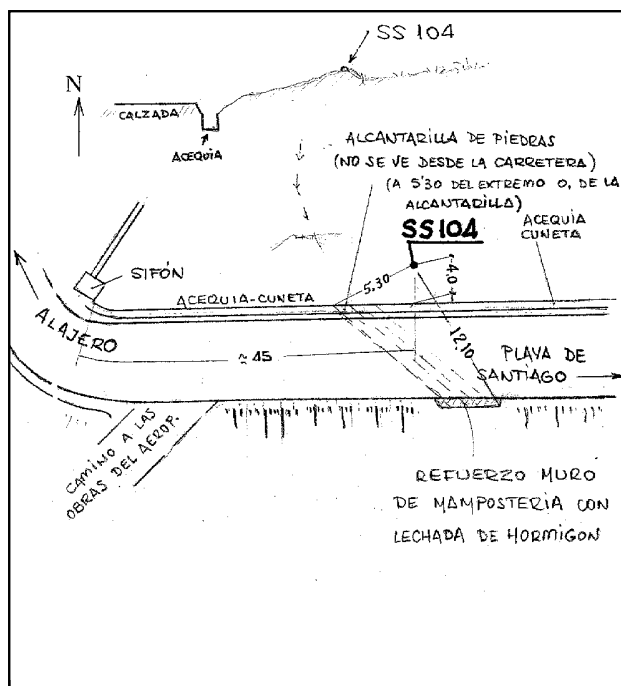 SS 104
N
CALZADA
ACEQUIA
ALCANTARILLA DE PIEDRAS
(NO SE VE DESDE LA CARRETERA)
(A 5'30 DEL EXTREMO O, DE LA
ALCANTARILLA)
SS104
ACEQUIA
CUNETA
SIFÓN
5.30
~4.0
ACEQUIA-CUNETA
ALAJERO
12,10
≈45
PLAYA DE
SANTIAGO
CAMINO A LAS
OBRAS DEL AEROP.
REFUERZO MURO
DE MAMPOSTERIA CON
LECHADA DE HORMIGON